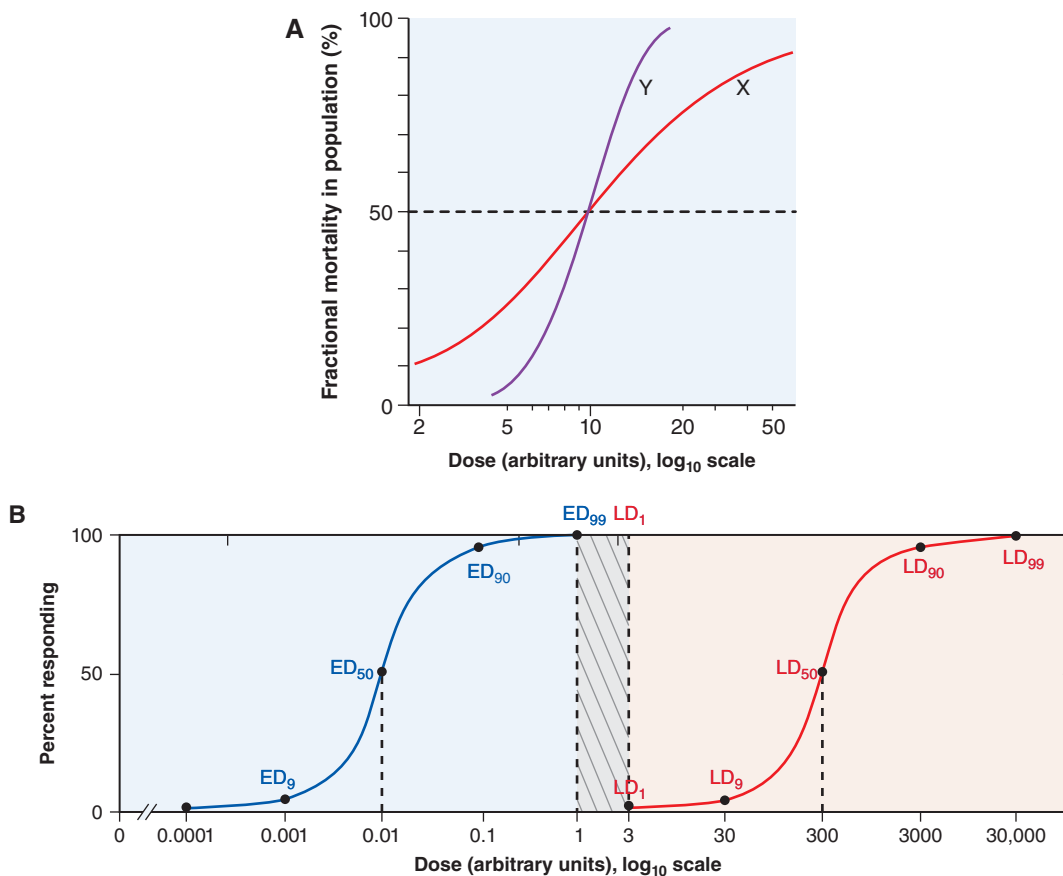 A
Fractional mortality in population (%)
100
50
0
Y
X
2 5 10 20 50
Dose (arbitrary units), log10 scale
B
ED99 LD1
Percent responding
100
50
0
ED90
LD90
LD99
ED50
LD50
ED9
LD1
LD9
0 0.0001 0.001 0.01 0.1 1 3 30 300 3000 30,000
Dose (arbitrary units), log10 scale